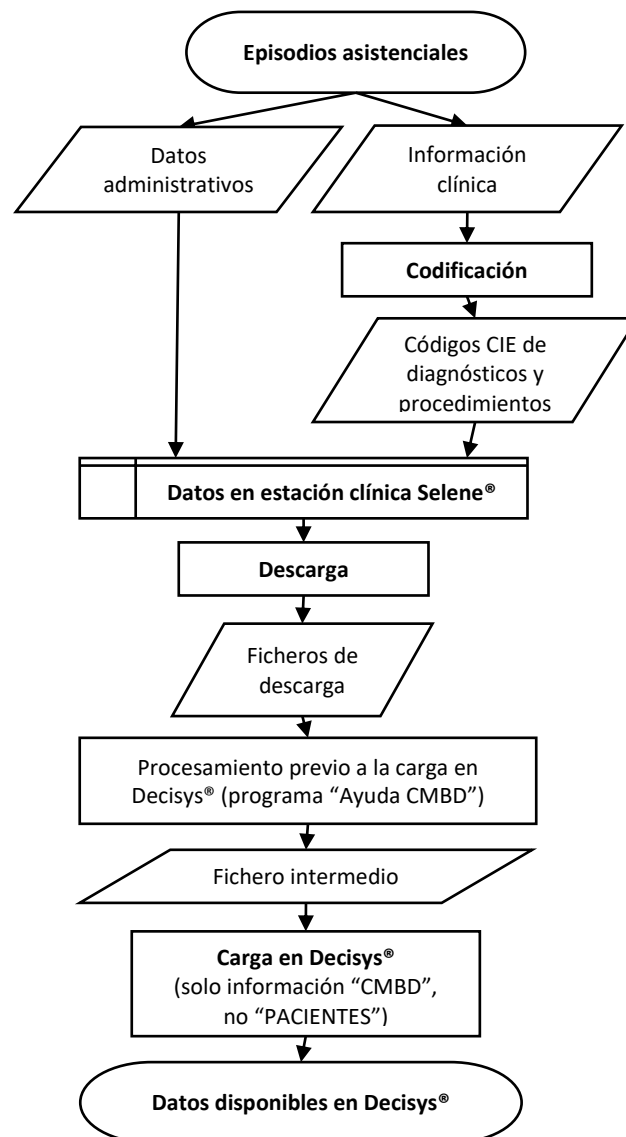 Episodios asistenciales
Datos
administrativos
Información
clínica
Codificación
Códigos CIE de
diagnósticos y
procedimientos
Datos en estación clínica Selene®
Descarga
Ficheros de
descarga
Procesamiento previo a la carga en
Decisys® (programa “Ayuda CMBD”)
Fichero intermedio
Carga en Decisys®
(solo información “CMBD”,
no “PACIENTES”)
Datos disponibles en Decisys®